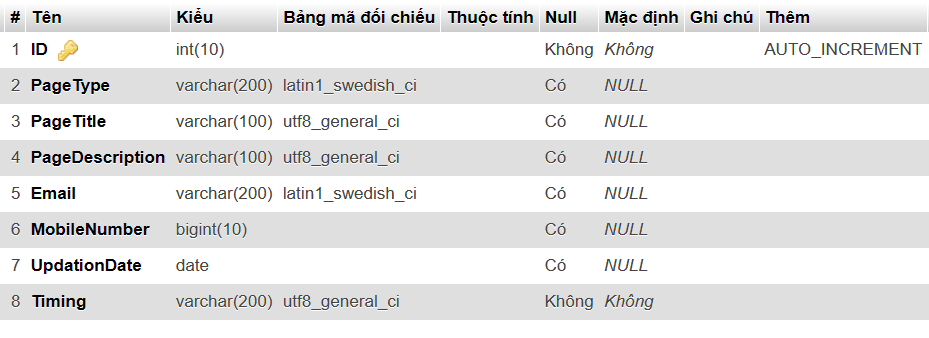 # Tên Kiểu Bảng mã đối chiếu Thuộc tính Null Mặc định Ghi chú Thêm
1 ID int(10) Không Không AUTO_INCREMENT
2 PageType varchar(200) latin1_swedish_ci Có NULL
3 PageTitle varchar(100) utf8_general_ci Có NULL
4 PageDescription varchar(100) utf8_general_ci Có NULL
5 Email varchar(200) latin1_swedish_ci Có NULL
6 MobileNumber bigint(10) Có NULL
7 UpdationDate date Có NULL
8 Timing varchar(200) utf8_general_ci Không Không